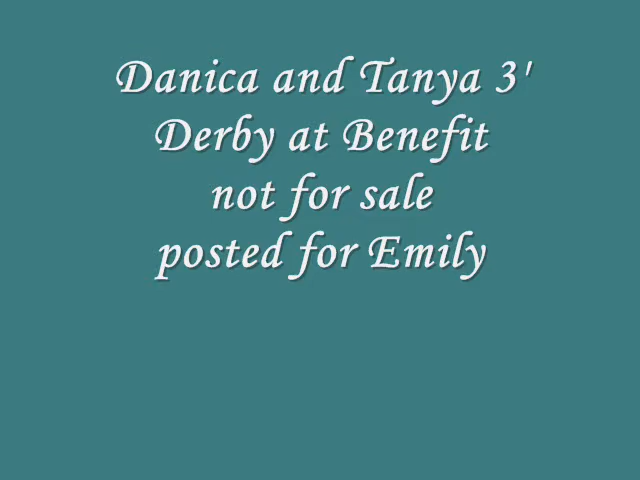 Danica and Tanya 3'
Derby at Benefit
not for sale
posted for Emily